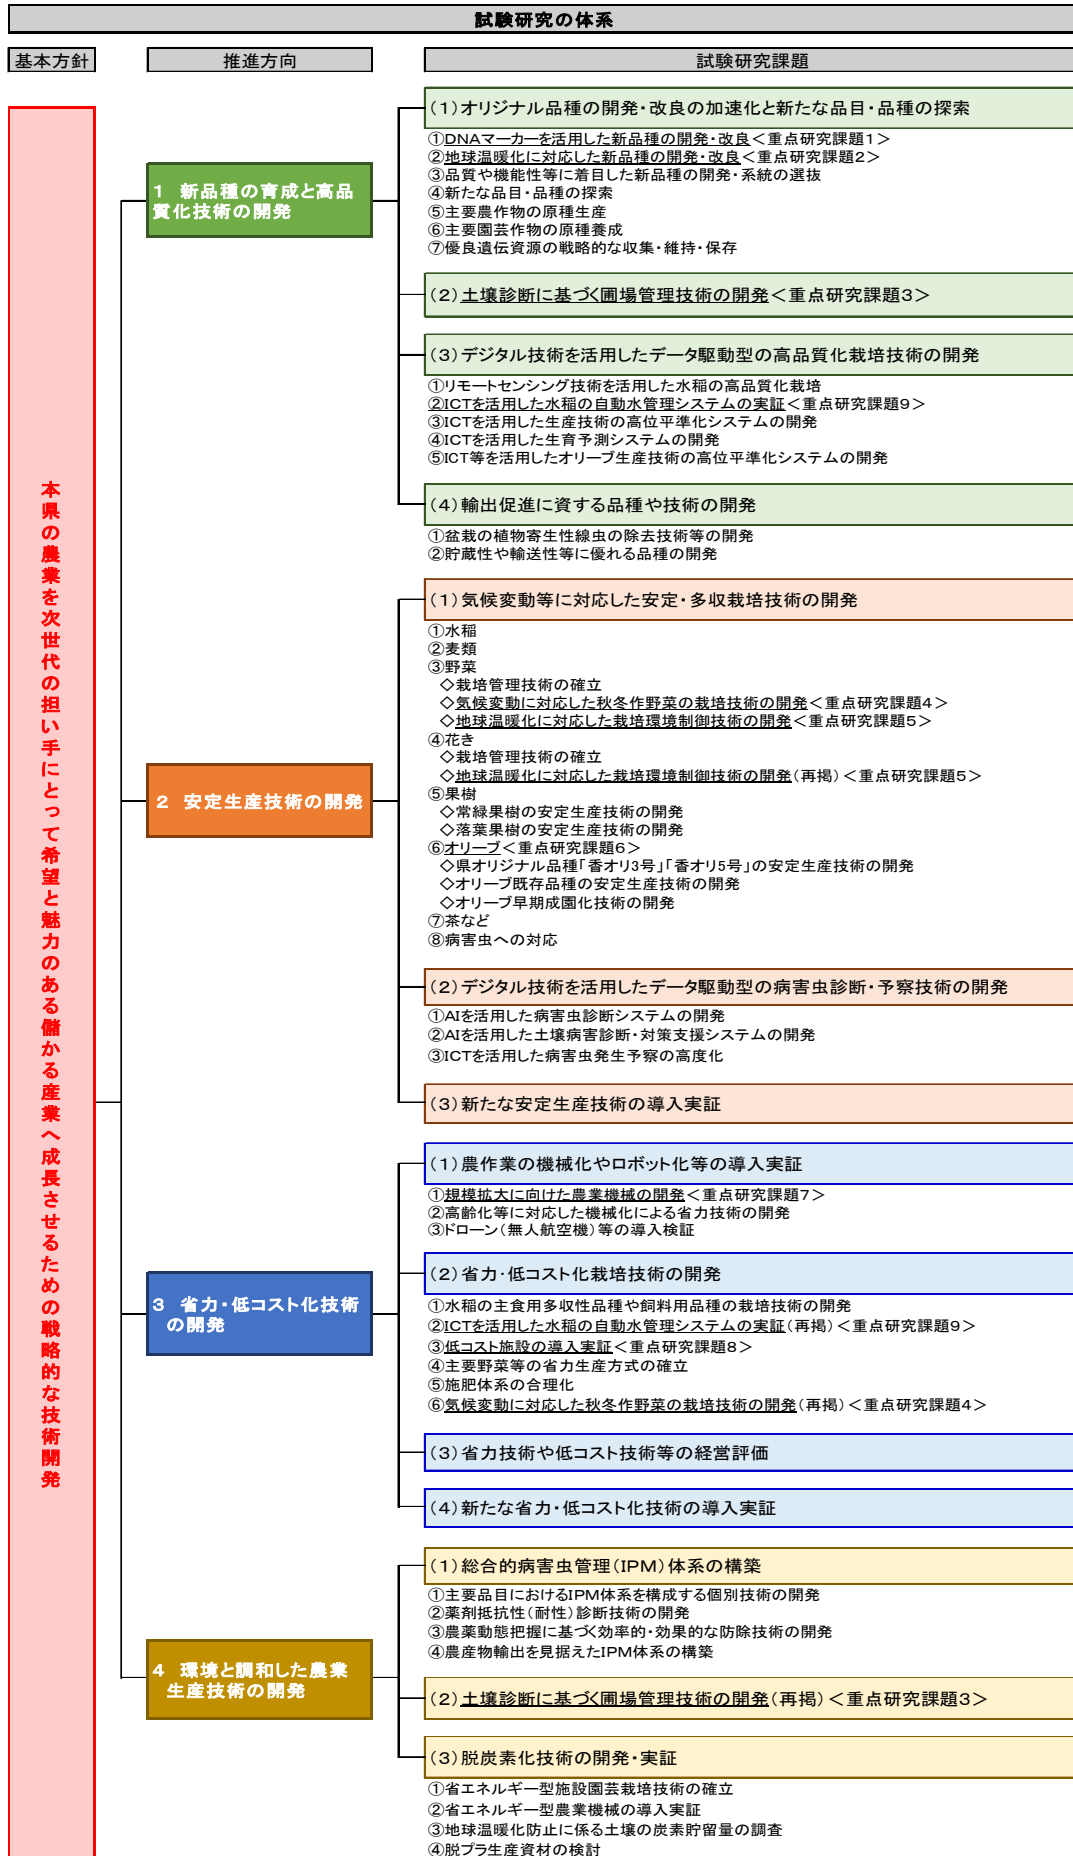 試験研究の体系
基本方針
推進方向
試験研究課題
本県の農業を次世代の担い手にとって希望と魅力のある儲かる産業へ成長させるための戦略的な技術開発
1 新品種の育成と高品
質化技術の開発
(1)オリジナル品種の開発・改良の加速化と新たな品目・品種の探索
①DNAマーカーを活用した新品種の開発・改良＜重点研究課題1＞
②地球温暖化に対応した新品種の開発・改良＜重点研究課題2＞
③品質や機能性等に着目した新品種の開発・系統の選抜
④新たな品目・品種の探索
⑤主要農作物の原種生産
⑥主要園芸作物の原種養成
⑦優良遺伝資源の戦略的な収集・維持・保存
(2)土壌診断に基づく圃場管理技術の開発＜重点研究課題3＞
(3)デジタル技術を活用したデータ駆動型の高品質化栽培技術の開発
①リモートセンシング技術を活用した水稲の高品質化栽培
②ICTを活用した水稲の自動水管理システムの実証＜重点研究課題9＞
③ICTを活用した生産技術の高位平準化システムの開発
④ICTを活用した生育予測システムの開発
⑤ICT等を活用したオリーブ生産技術の高位平準化システムの開発
(4)輸出促進に資する品種や技術の開発
①盆栽の植物寄生性線虫の除去技術等の開発
②貯蔵性や輸送性等に優れる品種の開発
2 安定生産技術の開発
(1)気候変動等に対応した安定・多収栽培技術の開発
①水稲
②麦類
③野菜
◇栽培管理技術の確立
◇気候変動に対応した秋冬作野菜の栽培技術の開発＜重点研究課題4＞
◇地球温暖化に対応した栽培環境制御技術の開発＜重点研究課題5＞
④花き
◇栽培管理技術の確立
◇地球温暖化に対応した栽培環境制御技術の開発(再掲)＜重点研究課題5＞
⑤果樹
◇常緑果樹の安定生産技術の開発
◇落葉果樹の安定生産技術の開発
⑥オリーブ＜重点研究課題6＞
◇県オリジナル品種「香オリ3号」「香オリ5号」の安定生産技術の開発
◇オリーブ既存品種の安定生産技術の開発
◇オリーブ早期成園化技術の開発
⑦茶など
⑧病害虫への対応
(2)デジタル技術を活用したデータ駆動型の病害虫診断・予察技術の開発
①AIを活用した病害虫診断システムの開発
②AIを活用した土壌病害診断・対策支援システムの開発
③ICTを活用した病害虫発生予察の高度化
(3)新たな安定生産技術の導入実証
3 省力・低コスト化技術
の開発
(1)農作業の機械化やロボット化等の導入実証
①規模拡大に向けた農業機械の開発＜重点研究課題7＞
②高齢化等に対応した機械化による省力技術の開発
③ドローン(無人航空機)等の導入検証
(2)省力・低コスト化栽培技術の開発
①水稲の主食用多収性品種や飼料用品種の栽培技術の開発
②ICTを活用した水稲の自動水管理システムの実証(再掲)＜重点研究課題9＞
③低コスト施設の導入実証＜重点研究課題8＞
④主要野菜等の省力生産方式の確立
⑤施肥体系の合理化
⑥気候変動に対応した秋冬作野菜の栽培技術の開発(再掲)＜重点研究課題4＞
(3)省力技術や低コスト技術等の経営評価
(4)新たな省力・低コスト化技術の導入実証
4 環境と調和した農業
生産技術の開発
(1)総合的病害虫管理(IPM)体系の構築
①主要品目におけるIPM体系を構成する個別技術の開発
②薬剤抵抗性(耐性)診断技術の開発
③農薬動態把握に基づく効率的・効果的な防除技術の開発
④農産物輸出を見据えたIPM体系の構築
(2)土壌診断に基づく圃場管理技術の開発(再掲)＜重点研究課題3＞
(3)脱炭素化技術の開発・実証
①省エネルギー型施設園芸栽培技術の確立
②省エネルギー型農業機械の導入実証
③地球温暖化防止に係る土壌の炭素貯留量の調査
④脱プラ生産資材の検討